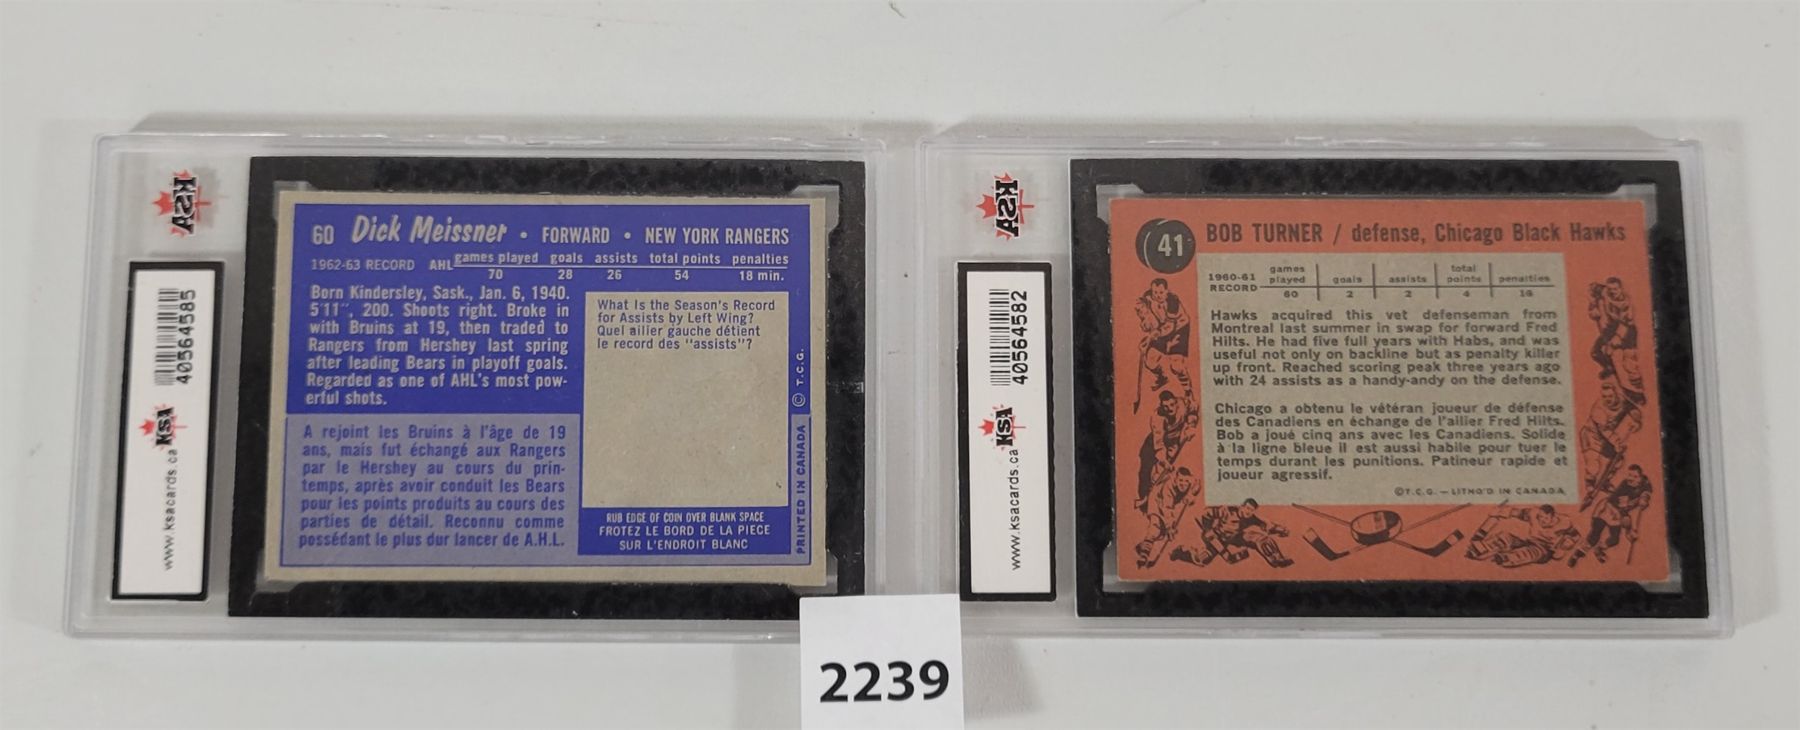 KSA
40564585
KSA
www.ksacards.ca
60 Dick Meissner • FORWARD • NEW YORK RANGERS
1962-63 RECORD AHL games played goals assists total points penalties
70 28 26 54 18 min.
Born Kindersley, Sask., Jan. 6, 1940.
5'11", 200. Shoots right. Broke in
with Bruins at 19, then traded to
Rangers from Hershey last spring
after leading Bears in playoff goals.
Regarded as one of AHL's most pow-
erful shots.
A rejoint les Bruins à l'âge de 19
ans, mais fut échangé aux Rangers
par le Hershey au cours du prin-
temps, après avoir conduit les Bears
pour les points produits au cours des
parties de détail. Reconnu comme
possédant le plus dur lancer de A.H.L.
What Is the Season's Record
for Assists by Left Wing?
Quel ailier gauche détient
le record des "assists"?
RUB EDGE OF COIN OVER BLANK SPACE
FROTEZ LE BORD DE LA PIECE
SUR L'ENDROIT BLANC
PRINTED IN CANADA © T.C.G.
KSA
40564582
KSA
www.ksacards.ca
41 BOB TURNER / defense, Chicago Black Hawks
1960-61 RECORD games played goals assists total points penalties
60 2 2 4 16
Hawks acquired this vet defenseman from
Montreal last summer in swap for forward Fred
Hilts. He had five full years with Habs, and was
useful not only on backline but as penalty killer
up front. Reached scoring peak three years ago
with 24 assists as a handy-andy on the defense.
Chicago a obtenu le vétéran joueur de défense
des Canadiens en échange de l'ailier Fred Hilts.
Bob a joué cinq ans avec les Canadiens. Solide
à la ligne bleue il est aussi habile pour tuer le
temps durant les punitions. Patineur rapide et
joueur agressif.
©T.C.G. — LITHO'D IN CANADA
2239